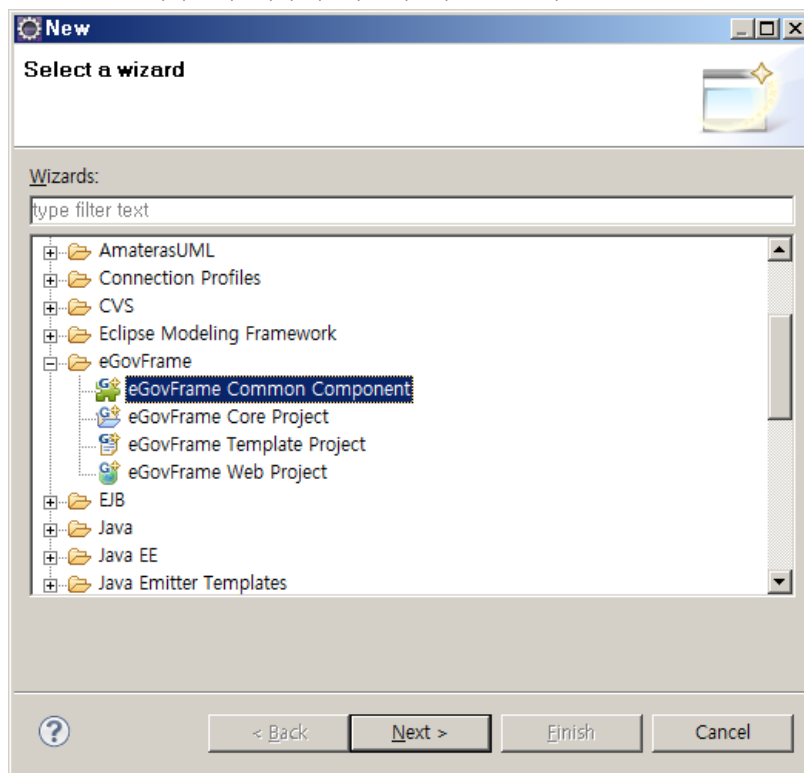 New
Select a wizard
Wizards:
type filter text
AmaterasUML
Connection Profiles
CVS
Eclipse Modeling Framework
eGovFrame
eGovFrame Common Component
eGovFrame Core Project
eGovFrame Template Project
eGovFrame Web Project
EJB
Java
Java EE
Java Emitter Templates
? < Back Next > Finish Cancel